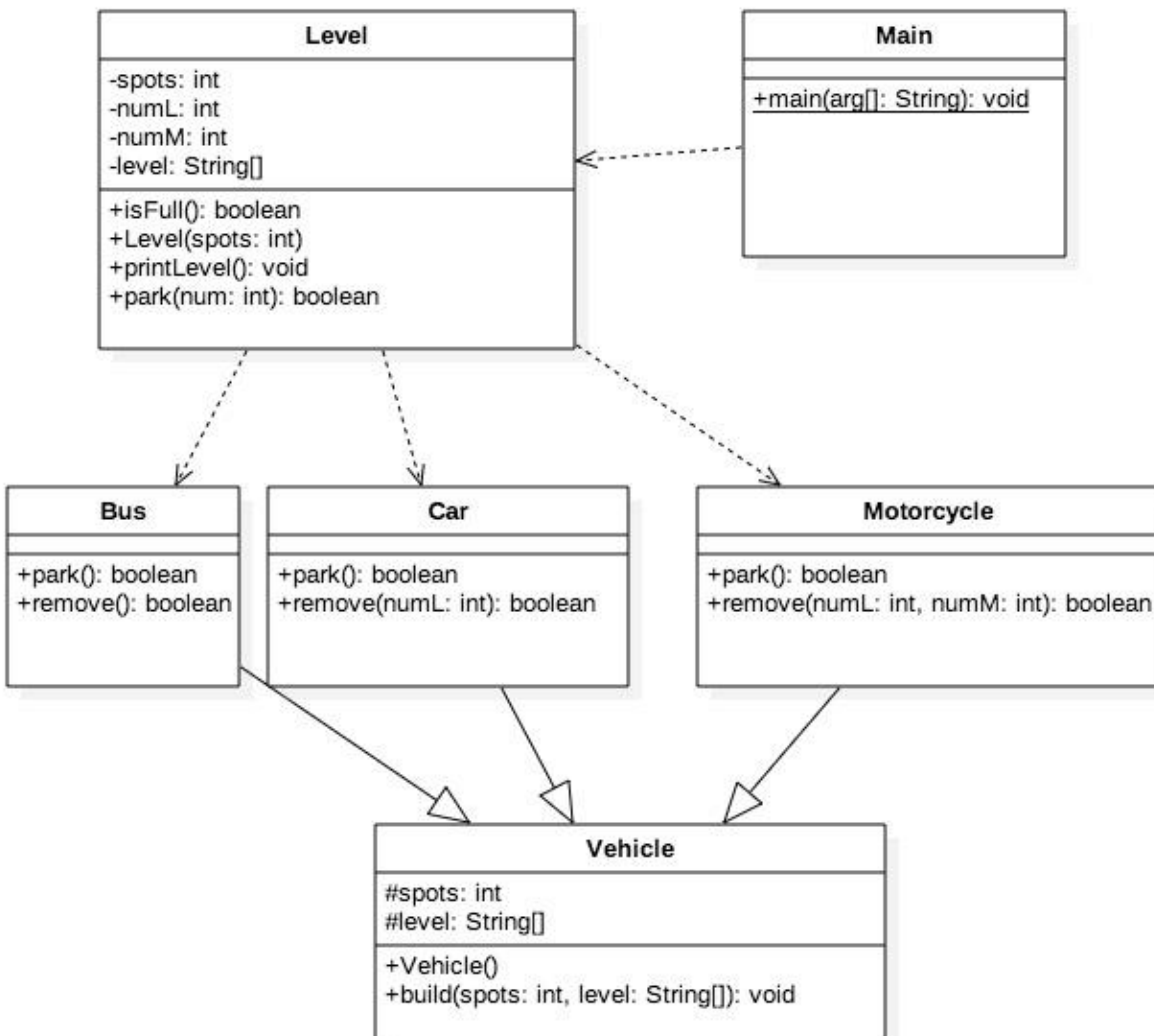 Level
-spots: int
-numL: int
-numM: int
-level: String[]
+isFull(): boolean
+Level(spots: int)
+printLevel(): void
+park(num: int): boolean
Main
+main(arg[]: String): void
Bus
+park(): boolean
+remove(): boolean
Car
+park(): boolean
+remove(numL: int): boolean
Motorcycle
+park(): boolean
+remove(numL: int, numM: int): boolean
Vehicle
#spots: int
#level: String[]
+Vehicle()
+build(spots: int, level: String[]): void